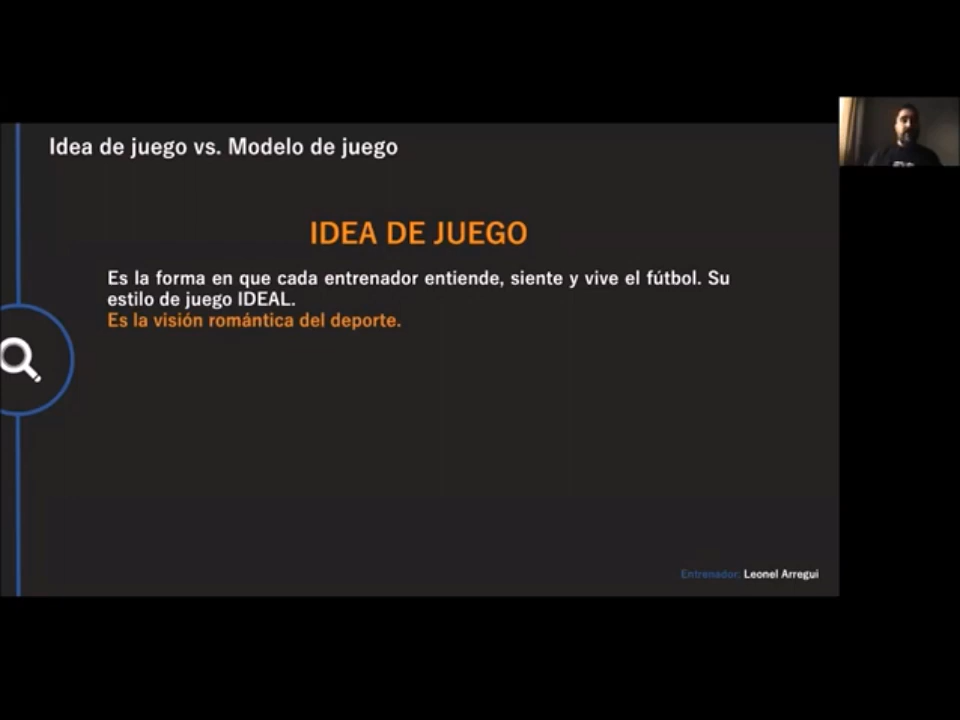 Idea de juego vs. Modelo de juego
IDEA DE JUEGO
Es la forma en que cada entrenador entiende, siente y vive el fútbol. Su
estilo de juego IDEAL.
Es la visión romántica del deporte.
Entrenador: Leonel Arregui